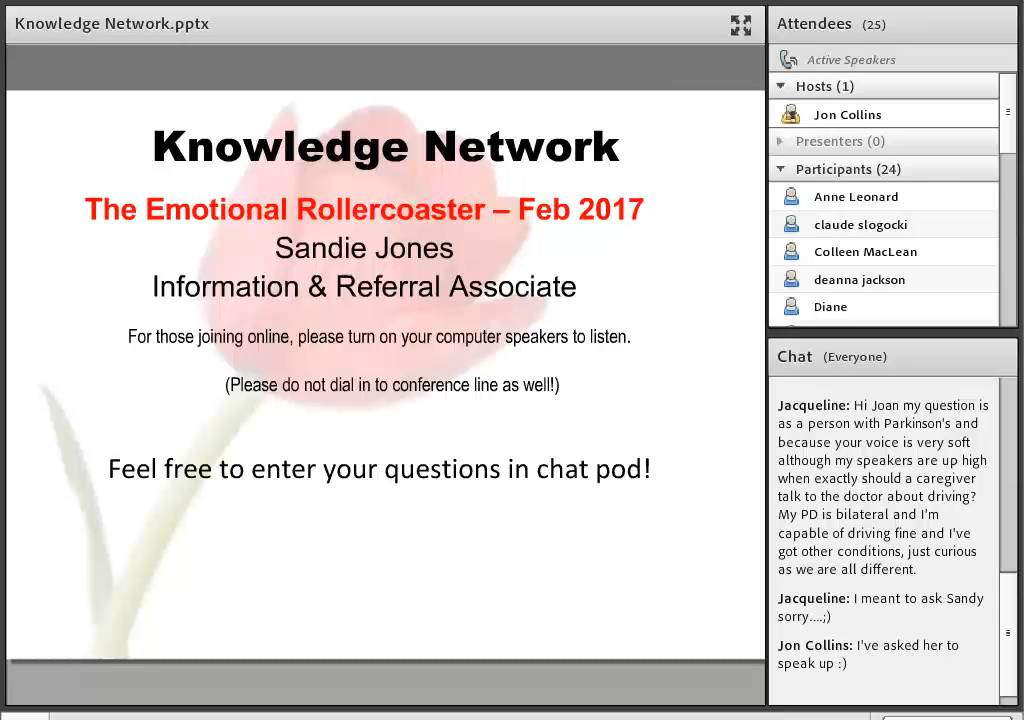 Knowledge Network.pptx
Knowledge Network
The Emotional Rollercoaster – Feb 2017
Sandie Jones
Information & Referral Associate
For those joining online, please turn on your computer speakers to listen.
(Please do not dial in to conference line as well!)
Feel free to enter your questions in chat pod!
Attendees (25)
Active Speakers
Hosts (1)
Jon Collins
Presenters (0)
Participants (24)
Anne Leonard
claude slogocki
Colleen MacLean
deanna jackson
Diane
Chat (Everyone)
Jacqueline: Hi Joan my question is
as a person with Parkinson's and
because your voice is very soft
although my speakers are up high
when exactly should a caregiver
talk to the doctor about driving?
My PD is bilateral and I'm
capable of driving fine and I've
got other conditions, just curious
as we are all different.
Jacqueline: I meant to ask Sandy
sorry....;)
Jon Collins: I've asked her to
speak up :)